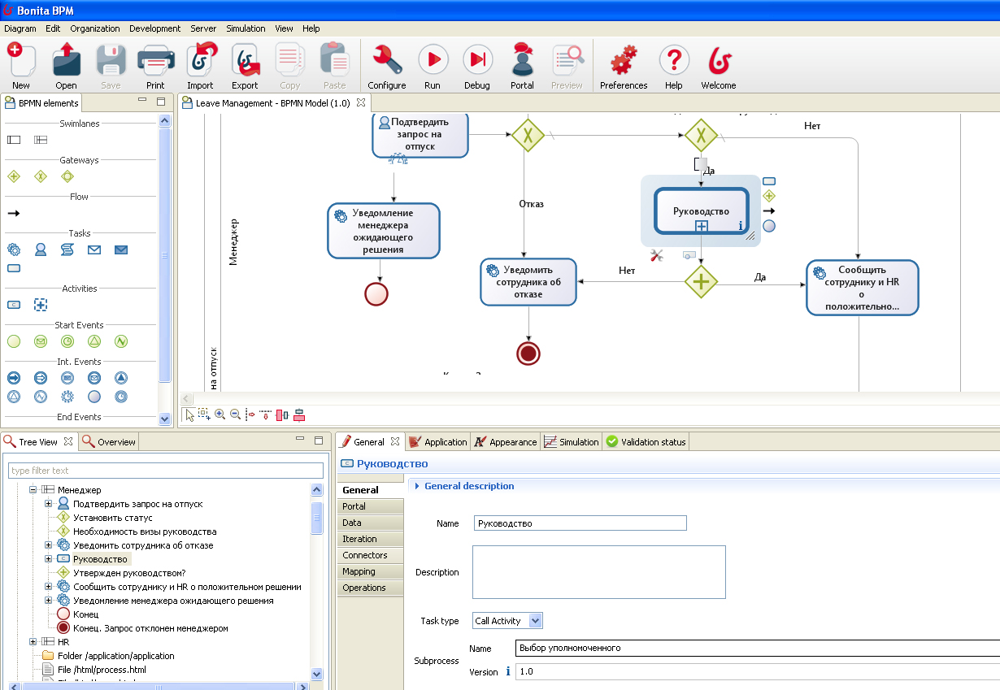 Bonita BPM
Diagram Edit Organization Development Server Simulation View Help
New Open Save Print Import Export Copy Paste Configure Run Debug Portal Preview Preferences Help Welcome
BPMN elements
Leave Management - BPMN Model (1.0)
Swimlanes
Gateways
Flow
Tasks
Activities
Start Events
Int. Events
End Events
Менеджер
на отпуск
Подтвердить
запрос на
отпуск
Нет
Да
Отказ
Руководство
Уведомление
менеджера
ожидающего
решения
Уведомить
сотрудника об
отказе
Нет
Да
Сообщить
сотруднику и HR
о
положительно...
Tree View
Overview
type filter text
Менеджер
Подтвердить запрос на отпуск
Установить статус
Необходимость визы руководства
Уведомить сотрудника об отказе
Руководство
Утвержден руководством?
Сообщить сотруднику и HR о положительном решении
Уведомление менеджера ожидающего решения
Конец
Конец. Запрос отклонен менеджером
HR
Folder /application/application
File /html/process.html
General Application Appearance Simulation Validation status
Руководство
General
Portal
Data
Iteration
Connectors
Mapping
Operations
General description
Name Руководство
Description
Task type Call Activity
Subprocess
Name Выбор уполномоченного
Version 1.0